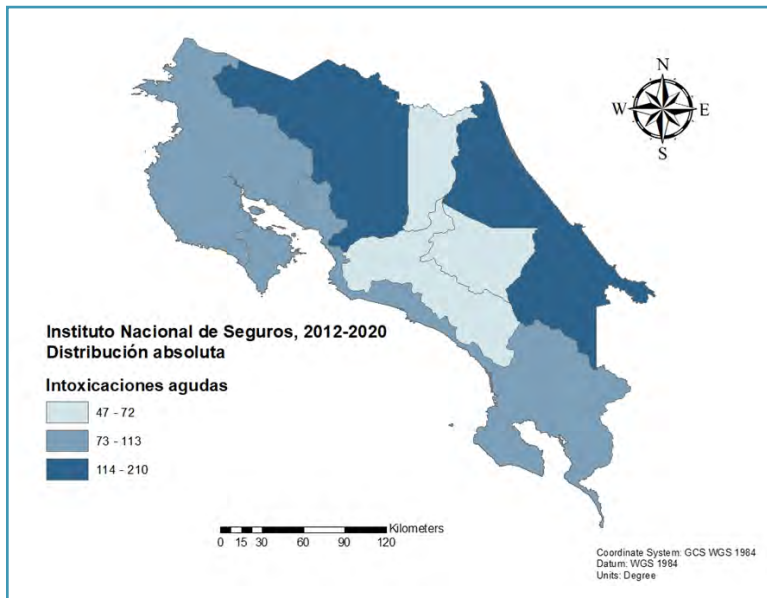 N
W E
S
Instituto Nacional de Seguros, 2012-2020
Distribución absoluta
Intoxicaciones agudas
47 - 72
73 - 113
114 - 210
Kilometers
0 15 30 60 90 120
Coordinate System: GCS WGS 1984
Datum: WGS 1984
Units: Degree